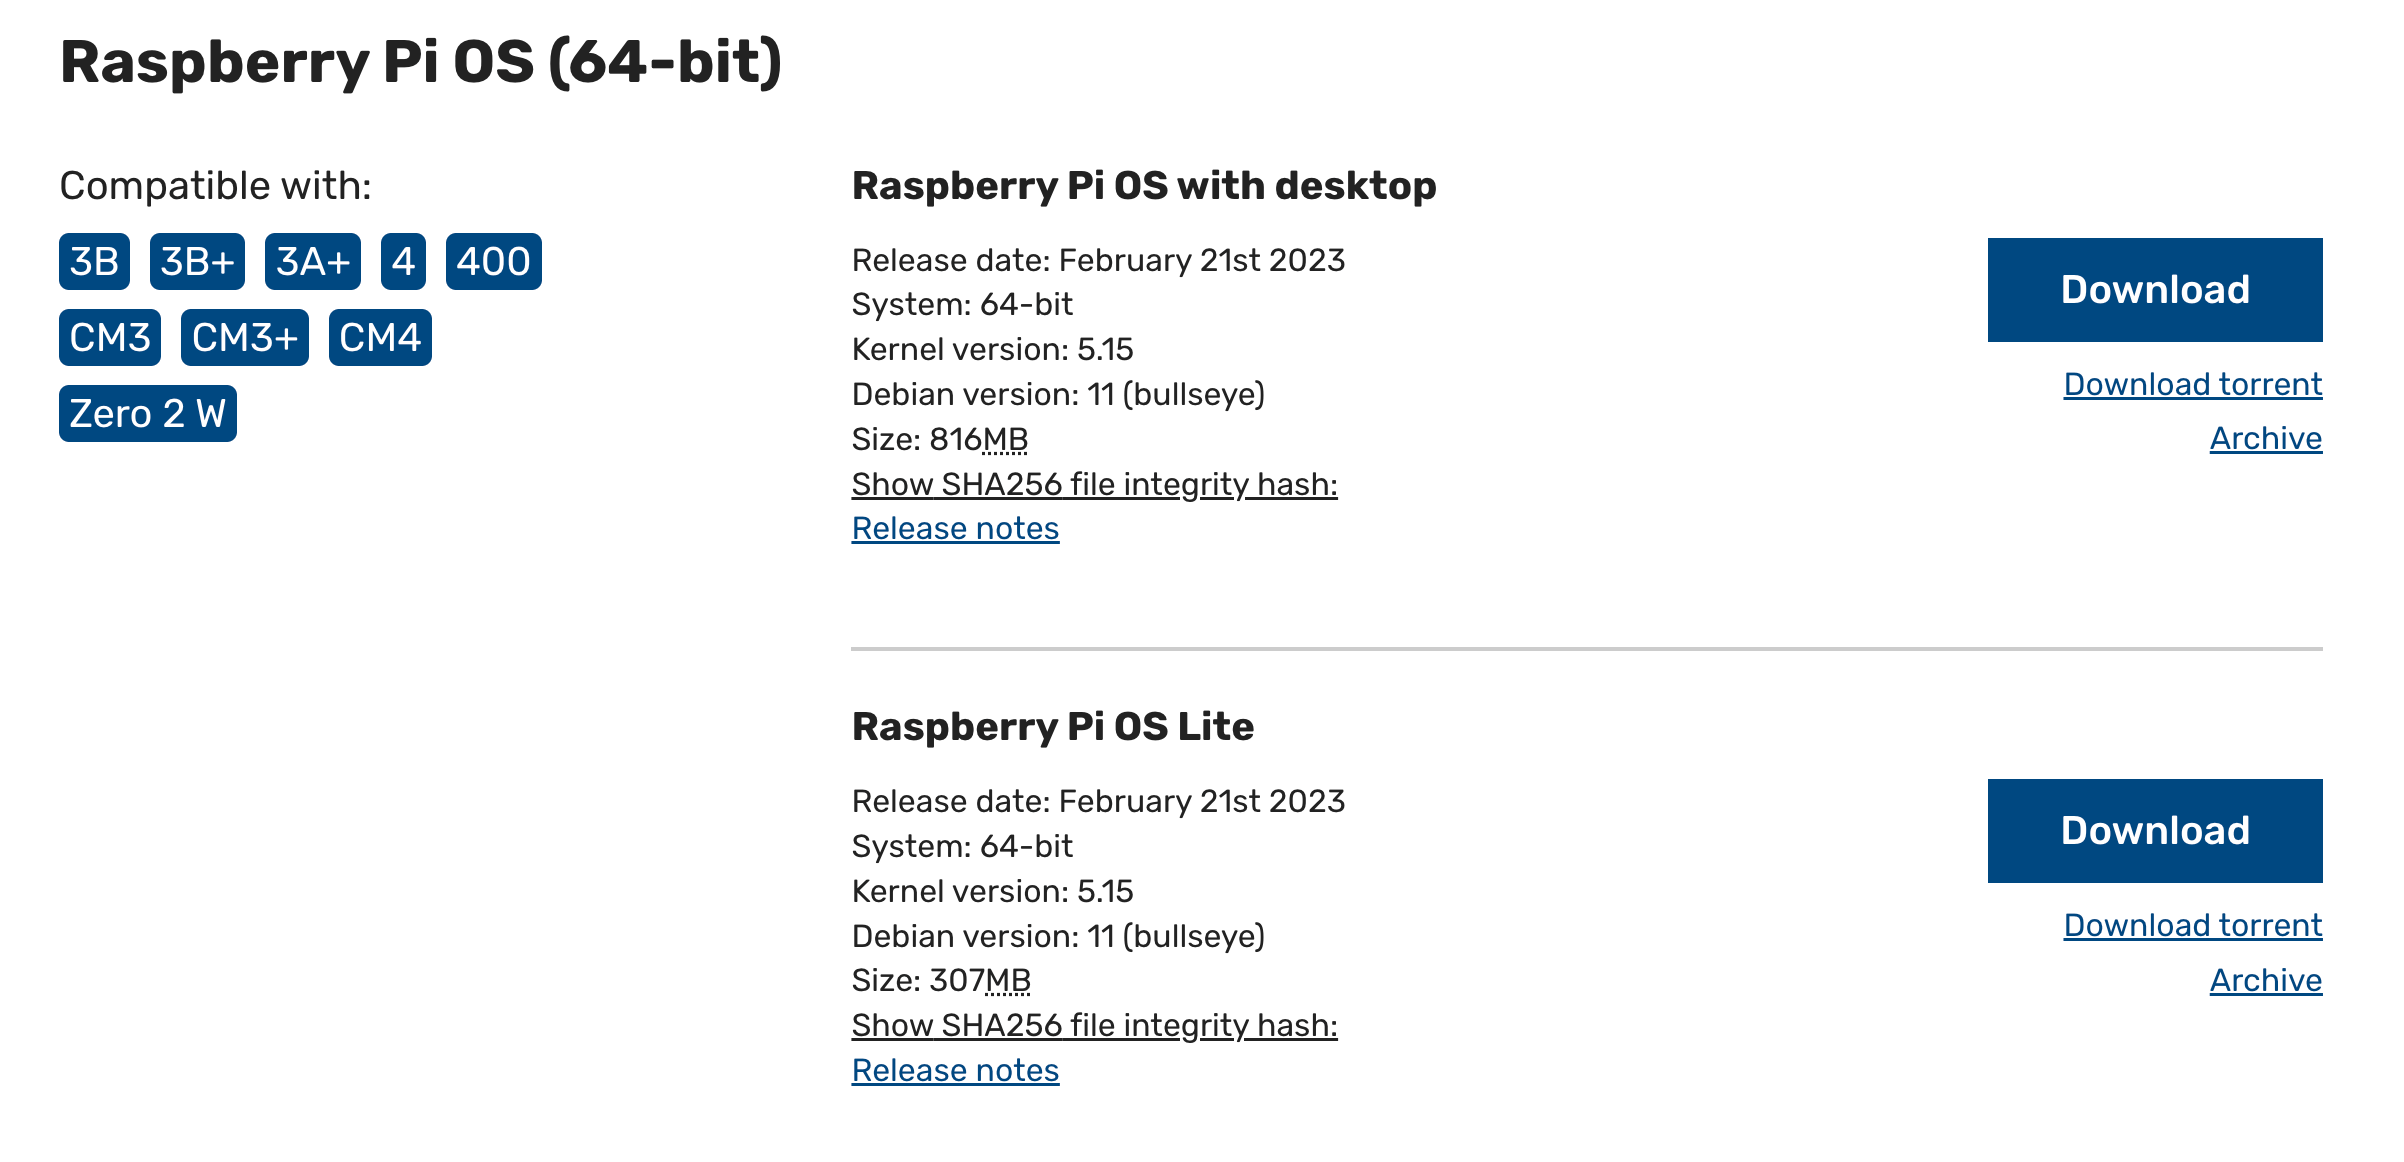 Raspberry Pi OS (64-bit)
Compatible with:
3B 3B+ 3A+ 4 400
CM3 CM3+ CM4
Zero 2 W
Raspberry Pi OS with desktop
Release date: February 21st 2023
System: 64-bit
Kernel version: 5.15
Debian version: 11 (bullseye)
Size: 816MB
Show SHA256 file integrity hash:
Release notes
Download
Download torrent
Archive
Raspberry Pi OS Lite
Release date: February 21st 2023
System: 64-bit
Kernel version: 5.15
Debian version: 11 (bullseye)
Size: 307MB
Show SHA256 file integrity hash:
Release notes
Download
Download torrent
Archive